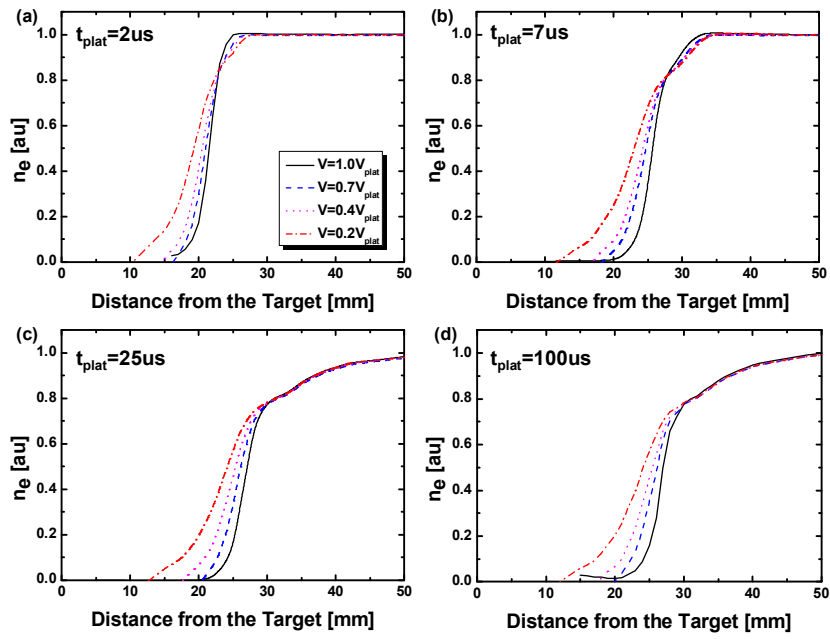 (a)
t_plat=2us
1.0
0.8
0.6
0.4
0.2
0.0
n_e [au]
V=1.0V_plat
V=0.7V_plat
V=0.4V_plat
V=0.2V_plat
0 10 20 30 40 50
Distance from the Target [mm]
(b)
t_plat=7us
1.0
0.8
0.6
0.4
0.2
0.0
n_e [au]
0 10 20 30 40 50
Distance from the Target [mm]
(c)
t_plat=25us
1.0
0.8
0.6
0.4
0.2
0.0
n_e [au]
0 10 20 30 40 50
Distance from the Target [mm]
(d)
t_plat=100us
1.0
0.8
0.6
0.4
0.2
0.0
n_e [au]
0 10 20 30 40 50
Distance from the Target [mm]